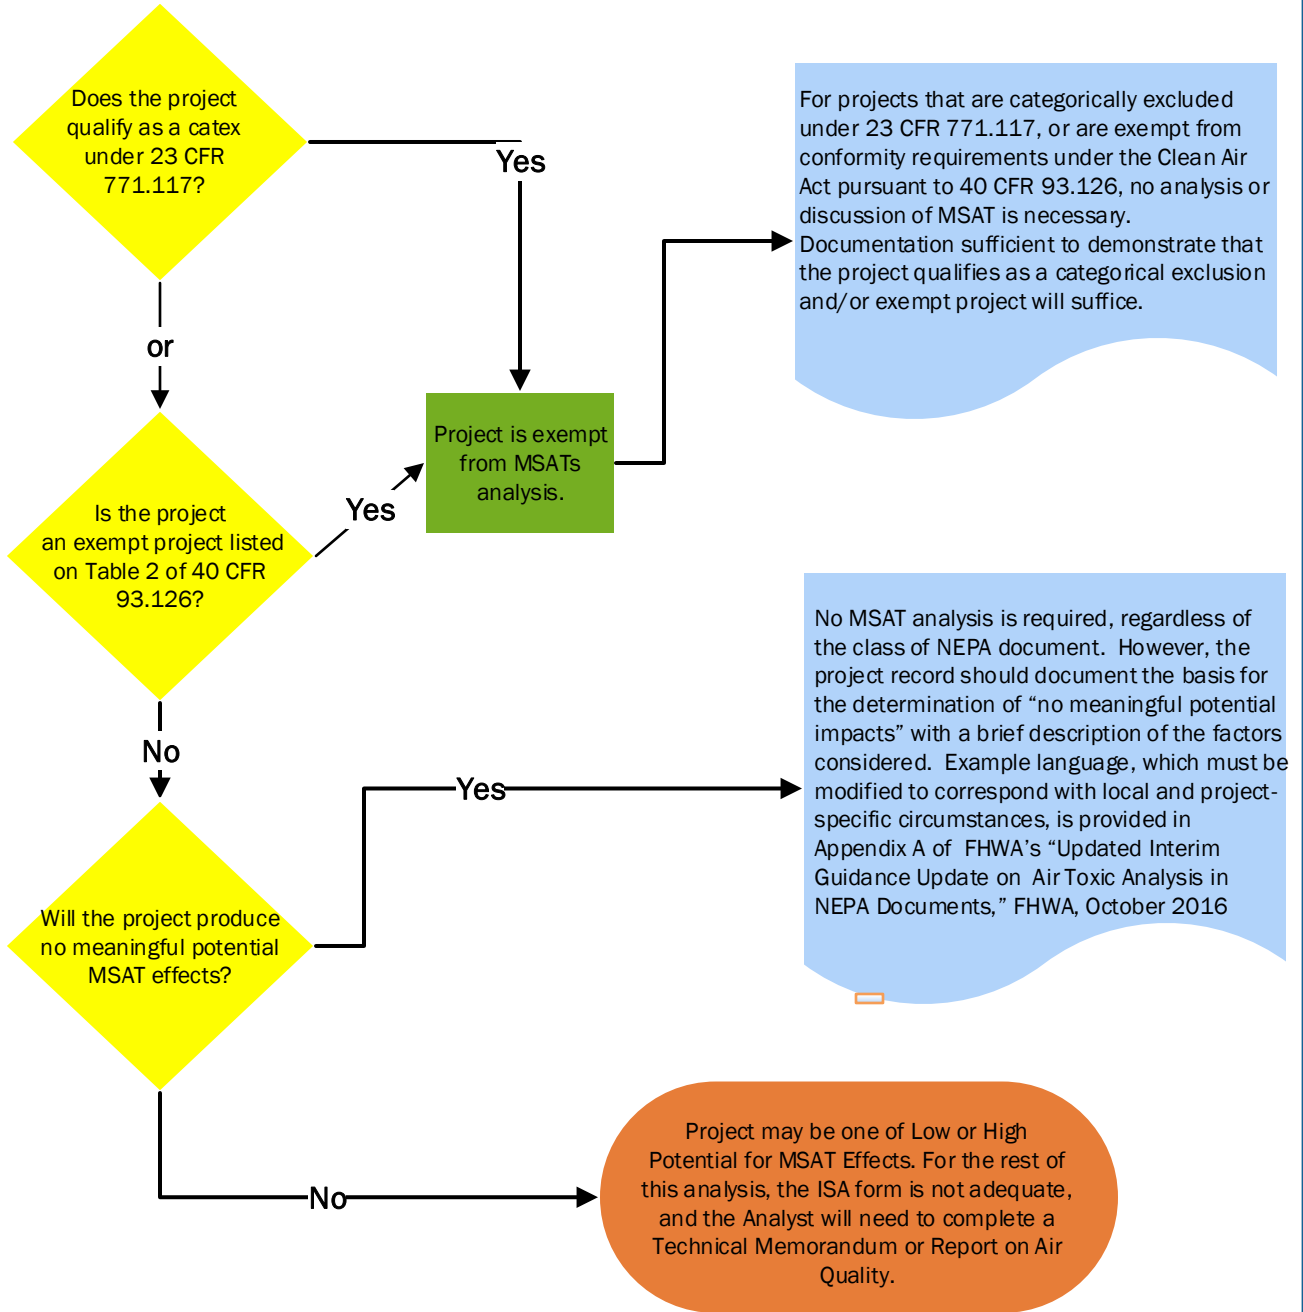 Does the project
qualify as a catex
under 23 CFR
771.117?
Yes
For projects that are categorically excluded
under 23 CFR 771.117, or are exempt from
conformity requirements under the Clean Air
Act pursuant to 40 CFR 93.126, no analysis or
discussion of MSAT is necessary.
Documentation sufficient to demonstrate that
the project qualifies as a categorical exclusion
and/or exempt project will suffice.
or
Project is exempt
from MSATs
analysis.
Is the project
an exempt project listed
on Table 2 of 40 CFR
93.126?
Yes
No
No MSAT analysis is required, regardless of
the class of NEPA document. However, the
project record should document the basis for
the determination of “no meaningful potential
impacts” with a brief description of the factors
considered. Example language, which must be
modified to correspond with local and project-
specific circumstances, is provided in
Appendix A of FHWA’s “Updated Interim
Guidance Update on Air Toxic Analysis in
NEPA Documents,” FHWA, October 2016
Yes
Will the project produce
no meaningful potential
MSAT effects?
No
Project may be one of Low or High
Potential for MSAT Effects. For the rest of
this analysis, the ISA form is not adequate,
and the Analyst will need to complete a
Technical Memorandum or Report on Air
Quality.